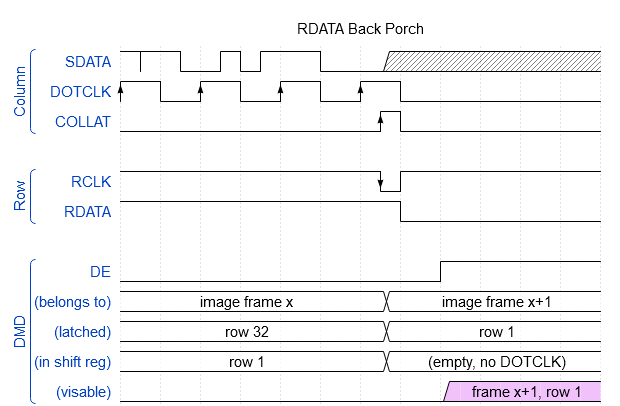 RDATA Back Porch
Column
SDATA
DOTCLK
COLLAT
Row
RCLK
RDATA
DMD
DE
(belongs to) image frame x image frame x+1
(latched) row 32 row 1
(in shift reg) row 1 (empty, no DOTCLK)
(visable) frame x+1, row 1